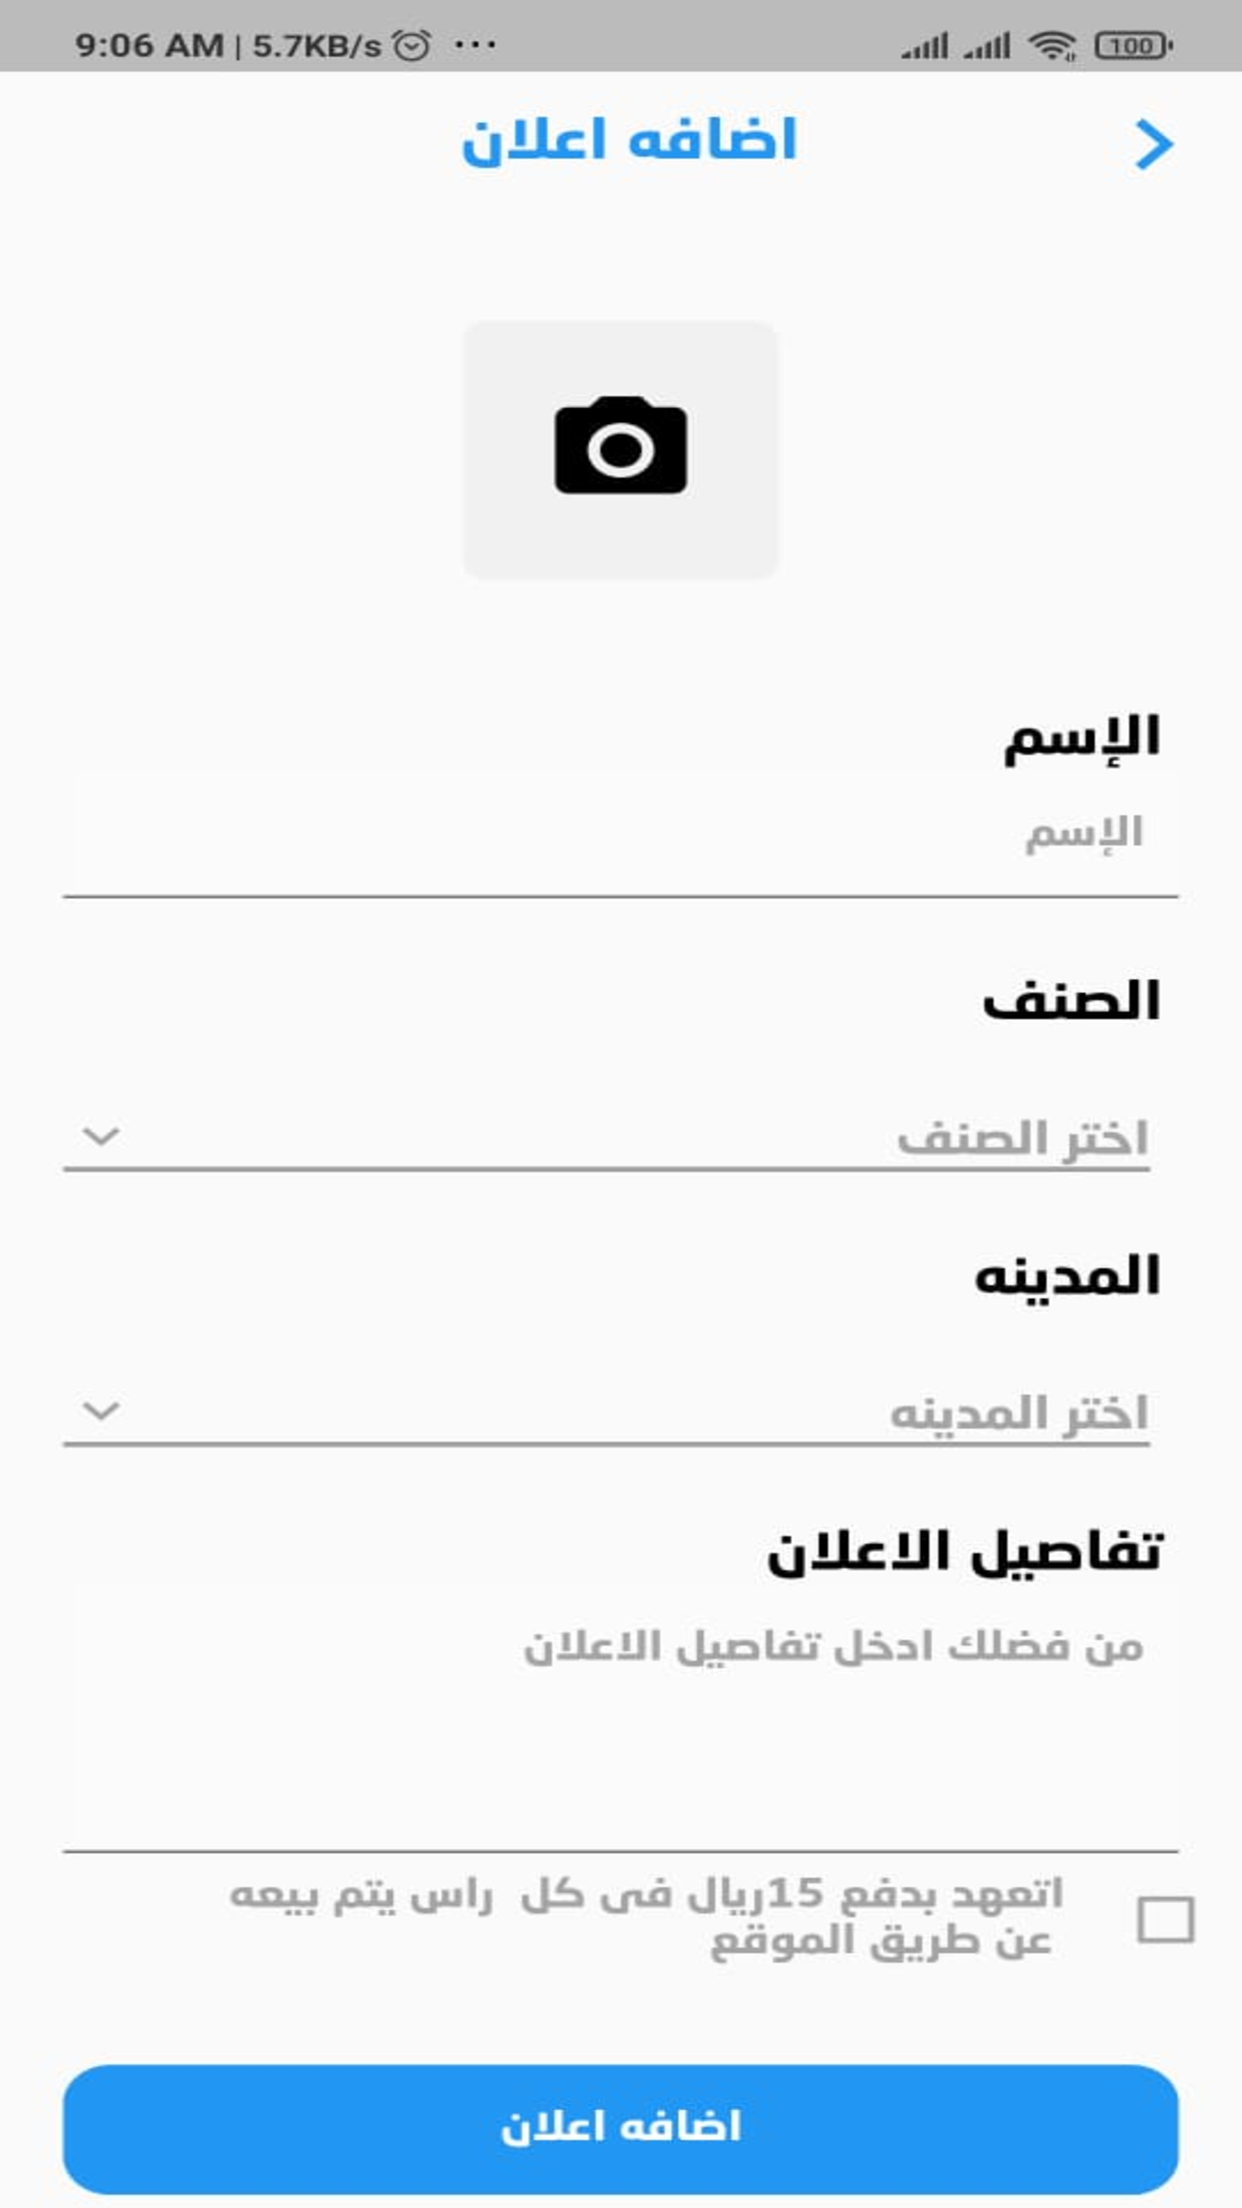 9:06 AM | 5.7KB/s ...
100
اضافه اعلان
الإسم
الإسم
الصنف
اختر الصنف
المدينه
اختر المدينه
تفاصيل الاعلان
من فضلك ادخل تفاصيل الاعلان
اتعهد بدفع 15ريال فى كل راس يتم بيعه
عن طريق الموقع
اضافه اعلان